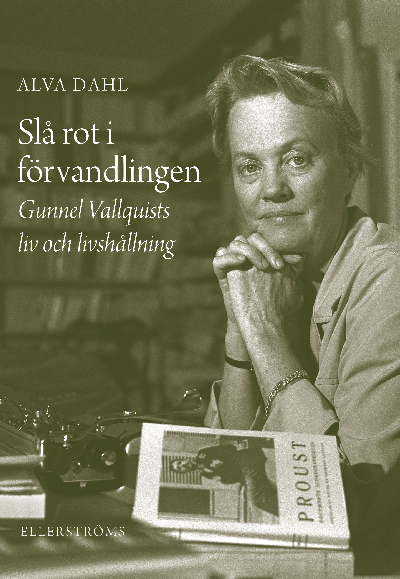 ALVA DAHL
Slå rot i
förvandlingen
Gunnel Vallquists
liv och livshållning
PROUST
ELLERSTRÖMS